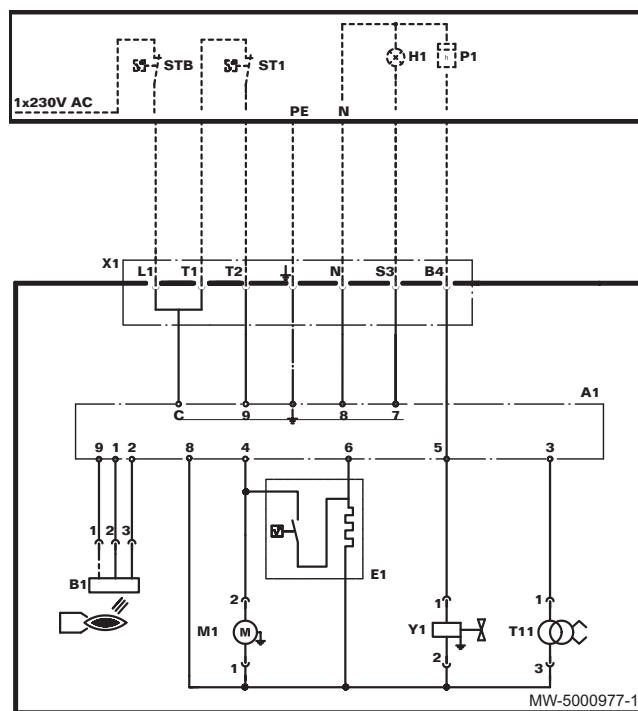 STB ST1 H1 h P1
1x230V AC
PE N
X1
L1 T1 T2 N S3 B4
A1
C 9 8 7
9 1 2 8 4 6 5 3
1 2 3
E1
B1
2 1 1
M1 M Y1 T11
1 2 3
MW-5000977-1